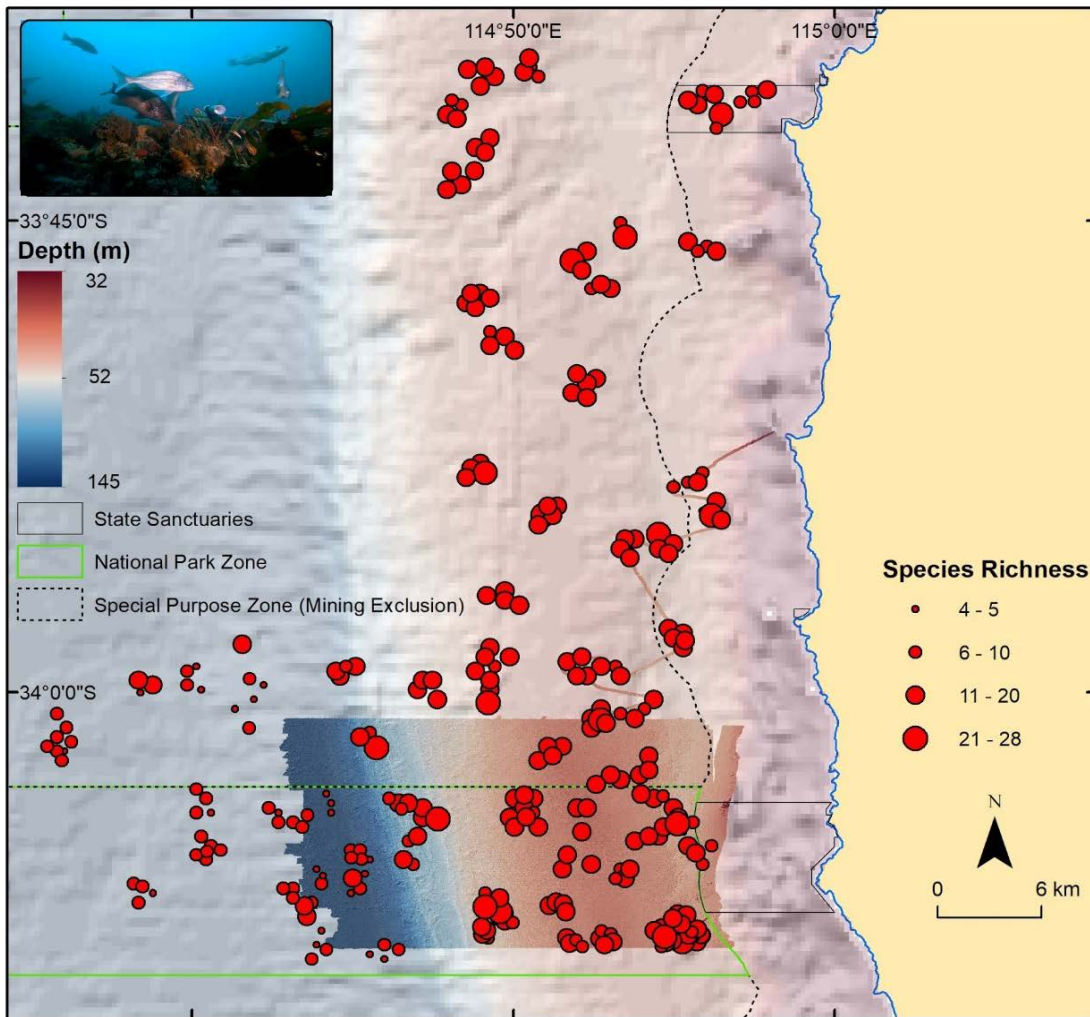 114°50'0"E
115°0'0"E
33°45'0"S
Depth (m)
32
52
145
State Sanctuaries
National Park Zone
Special Purpose Zone (Mining Exclusion)
Species Richness
4 - 5
6 - 10
11 - 20
21 - 28
34°0'0"S
N
0 6 km